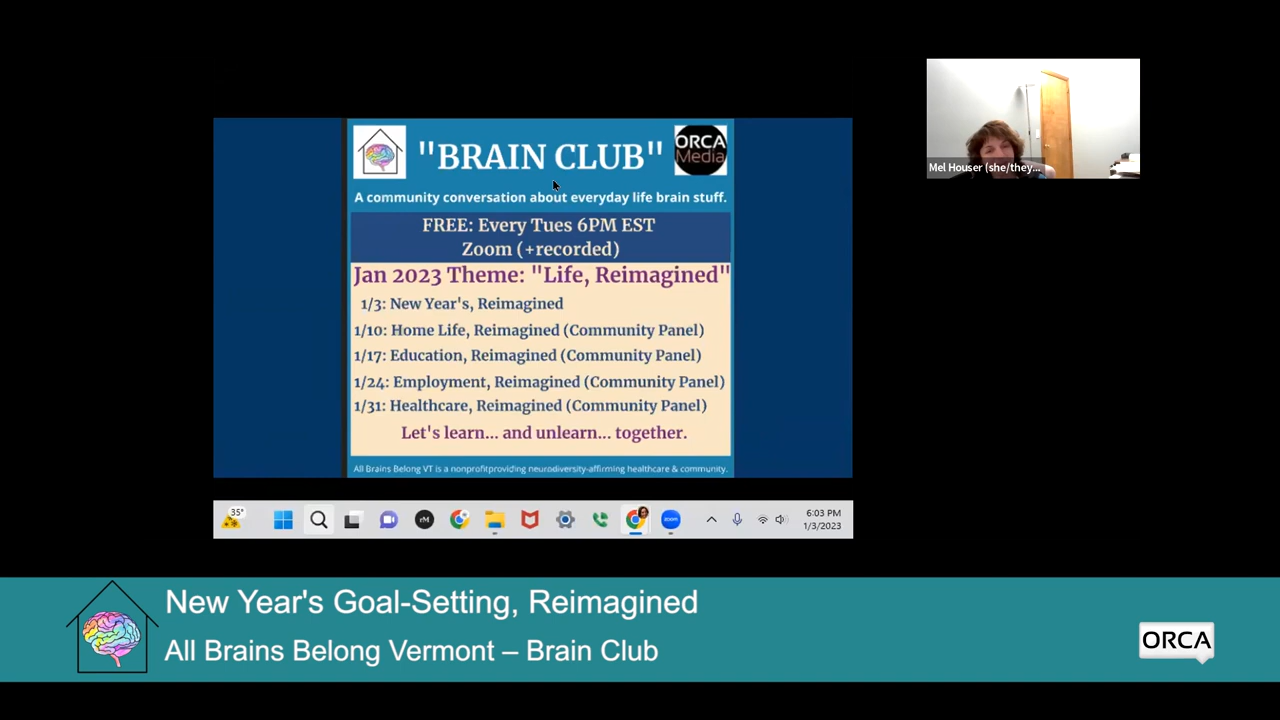 "BRAIN CLUB"
ORCA
Media
A community conversation about everyday life brain stuff.
FREE: Every Tues 6PM EST
Zoom (+recorded)
Jan 2023 Theme: "Life, Reimagined"
1/3: New Year's, Reimagined
1/10: Home Life, Reimagined (Community Panel)
1/17: Education, Reimagined (Community Panel)
1/24: Employment, Reimagined (Community Panel)
1/31: Healthcare, Reimagined (Community Panel)
Let's learn... and unlearn... together.
All Brains Belong VT is a nonprofitproviding neurodiversity-affirming healthcare & community.
Mel Houser (she/they...
35°
rM
zoom
6:03 PM
1/3/2023
New Year's Goal-Setting, Reimagined
All Brains Belong Vermont – Brain Club
ORCA